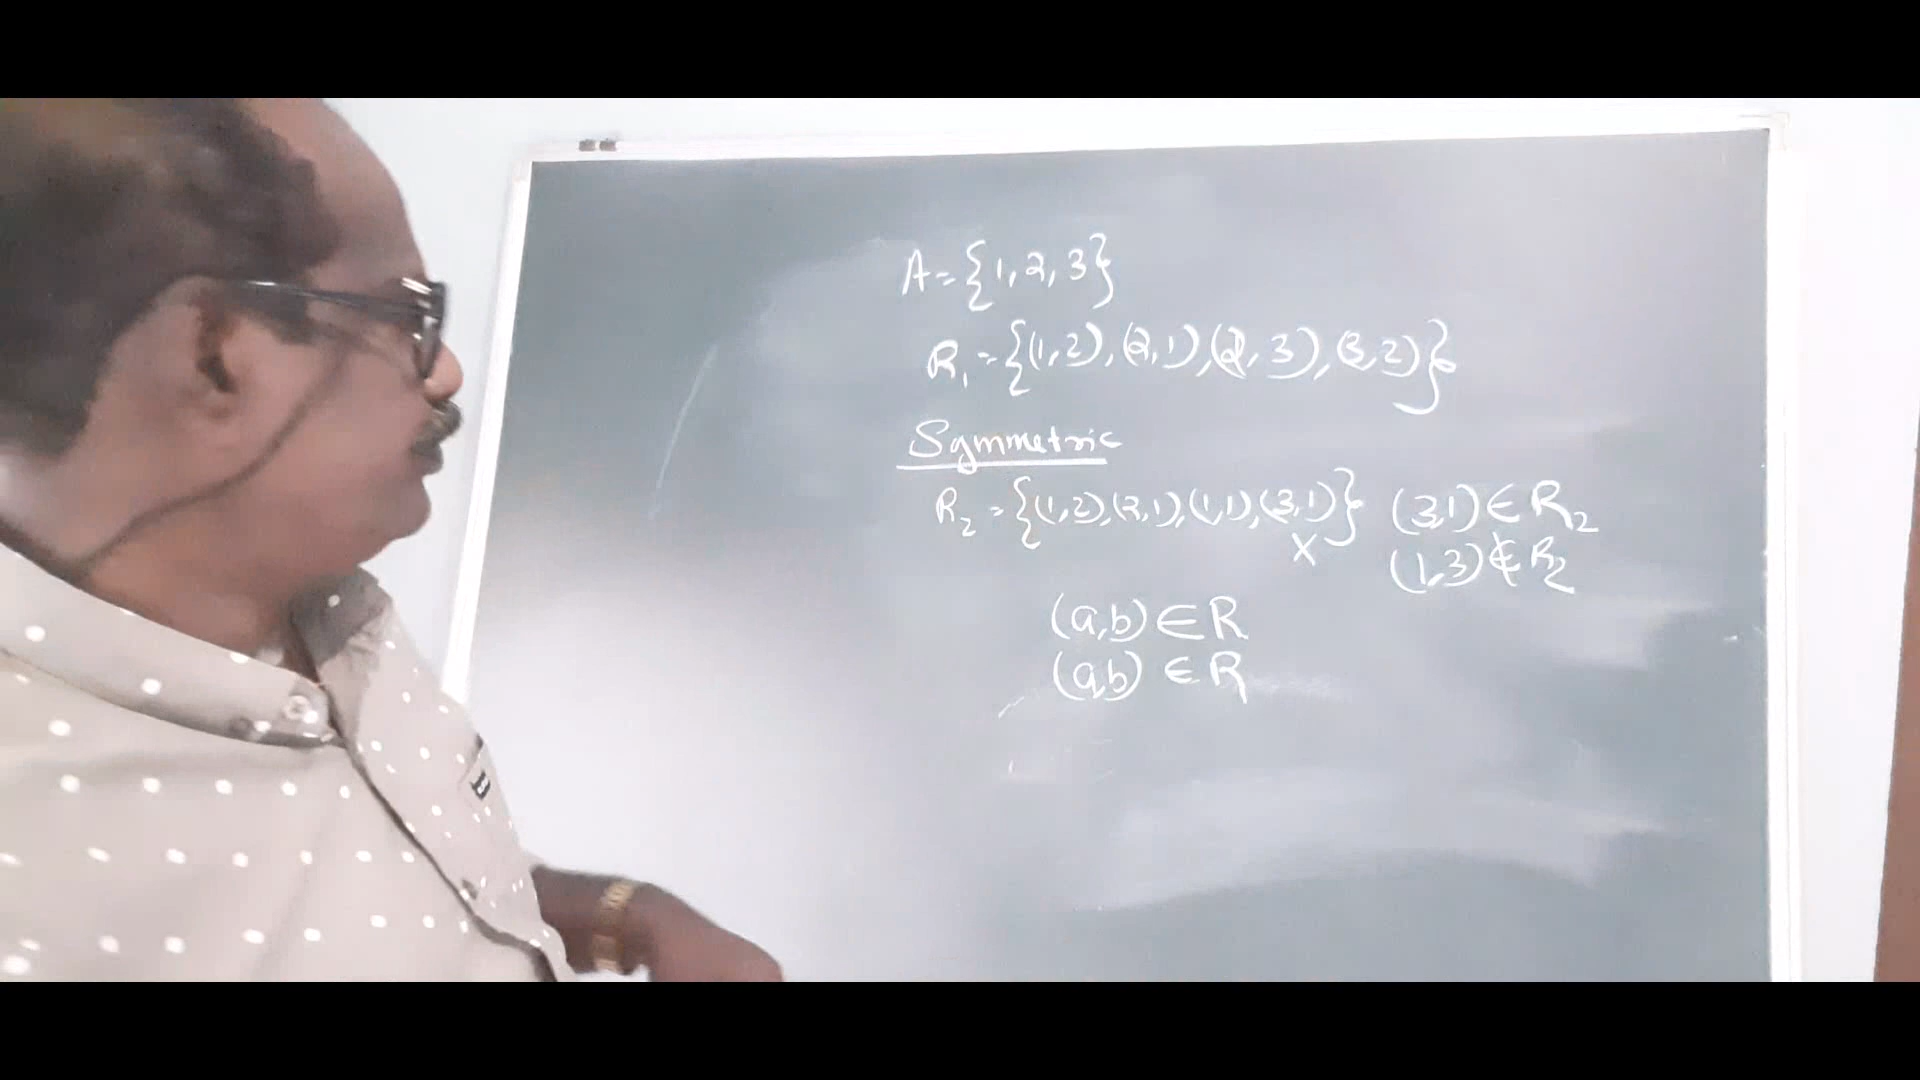 A = {1, 2, 3}
R₁ = {(1, 2), (2, 1), (2, 3), (3, 2)}
Symmetric
R₂ = {(1, 2), (2, 1), (1, 1), (3, 1)} (3, 1) ∈ R₂
X (1, 3) ∉ R₂
(a, b) ∈ R
(a, b) ∈ R